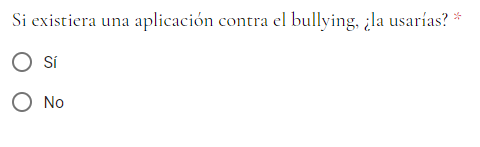 Si existiera una aplicación contra el bullying, ¿la usarías? *
Sí
No